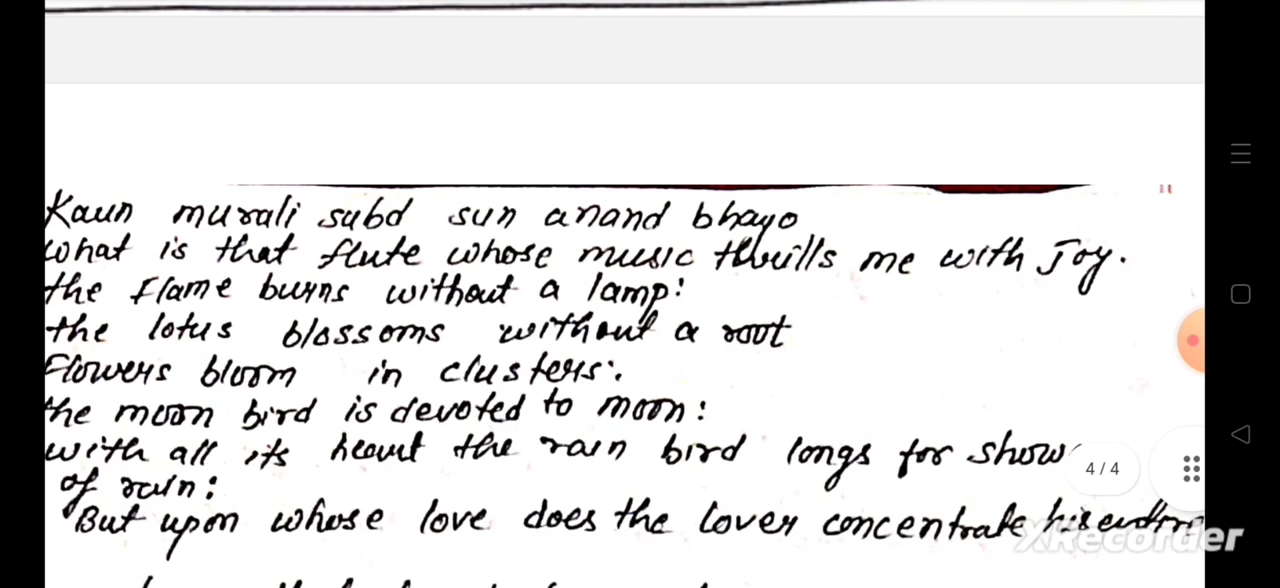 Kaun murali subd sun anand bhayo
what is that flute whose music thrills me with Joy.
the flame burns without a lamp:
the lotus blossoms without a root
Flowers bloom in clusters:.
the moon bird is devoted to moon:
with all its heart the rain bird longs for show
4/4
of rain:
But upon whose love does the lover concentrate his entire
XRecorder